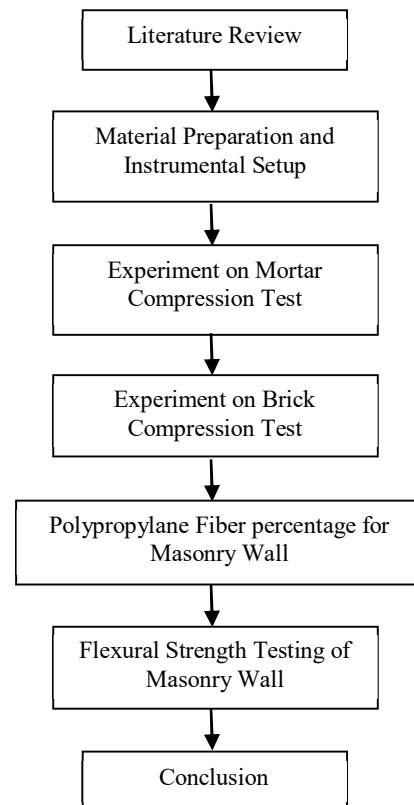 Literature Review
Material Preparation and
Instrumental Setup
Experiment on Mortar
Compression Test
Experiment on Brick
Compression Test
Polypropylane Fiber percentage for
Masonry Wall
Flexural Strength Testing of
Masonry Wall
Conclusion